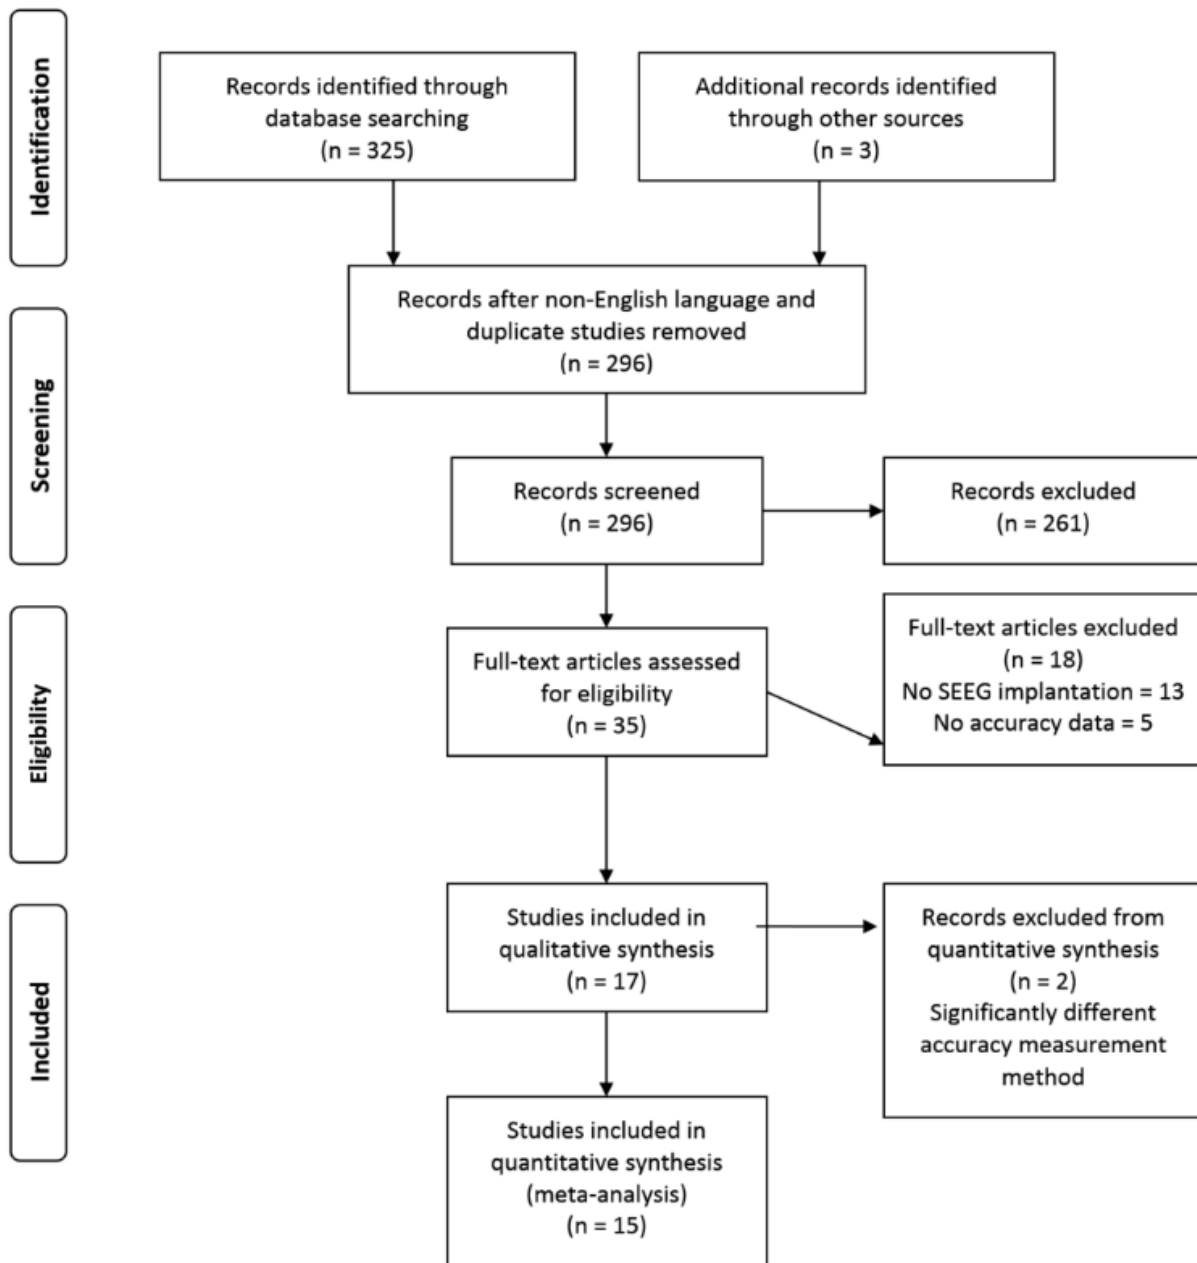 Identification
Records identified through
database searching
(n = 325)
Additional records identified
through other sources
(n = 3)
Records after non-English language and
duplicate studies removed
(n = 296)
Screening
Records screened
(n = 296)
Records excluded
(n = 261)
Eligibility
Full-text articles assessed
for eligibility
(n = 35)
Full-text articles excluded
(n = 18)
No SEEG implantation = 13
No accuracy data = 5
Included
Studies included in
qualitative synthesis
(n = 17)
Records excluded from
quantitative synthesis
(n = 2)
Significantly different
accuracy measurement
method
Studies included in
quantitative synthesis
(meta-analysis)
(n = 15)